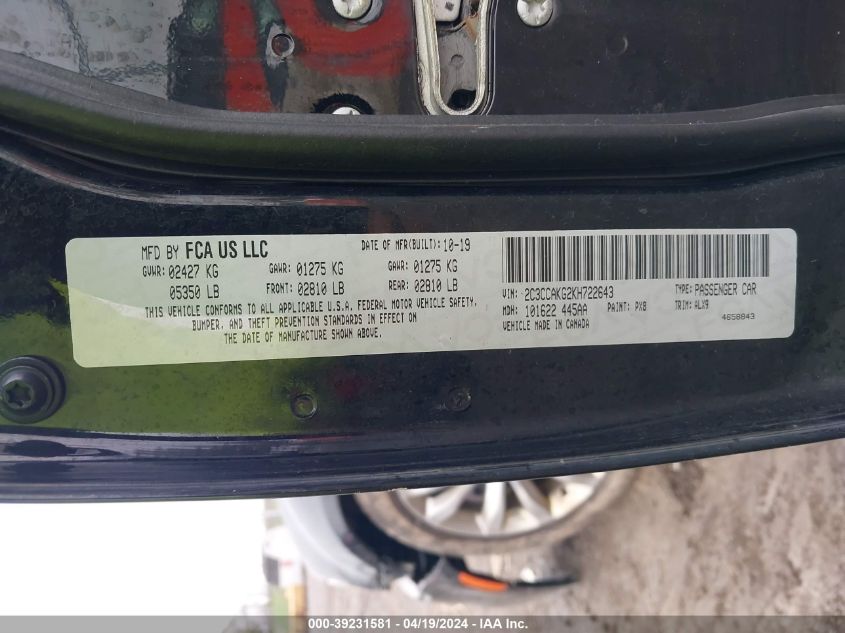 MFD BY FCA US LLC DATE OF MFR(BUILT): 10-19
GVWR: 02427 KG GAWR: 01275 KG GAWR: 01275 KG
05350 LB FRONT: 02810 LB REAR: 02810 LB
THIS VEHICLE CONFORMS TO ALL APPLICABLE U.S.A. FEDERAL MOTOR VEHICLE SAFETY,
BUMPER, AND THEFT PREVENTION STANDARDS IN EFFECT ON
THE DATE OF MANUFACTURE SHOWN ABOVE.
VIN: 2C3CCAKG2KH722643 TYPE: PASSENGER CAR
MDH: 101622 445AA PAINT: PX8 TRIM: ALX9
VEHICLE MADE IN CANADA 4658843
000-39231581 - 04/19/2024 - IAA Inc.